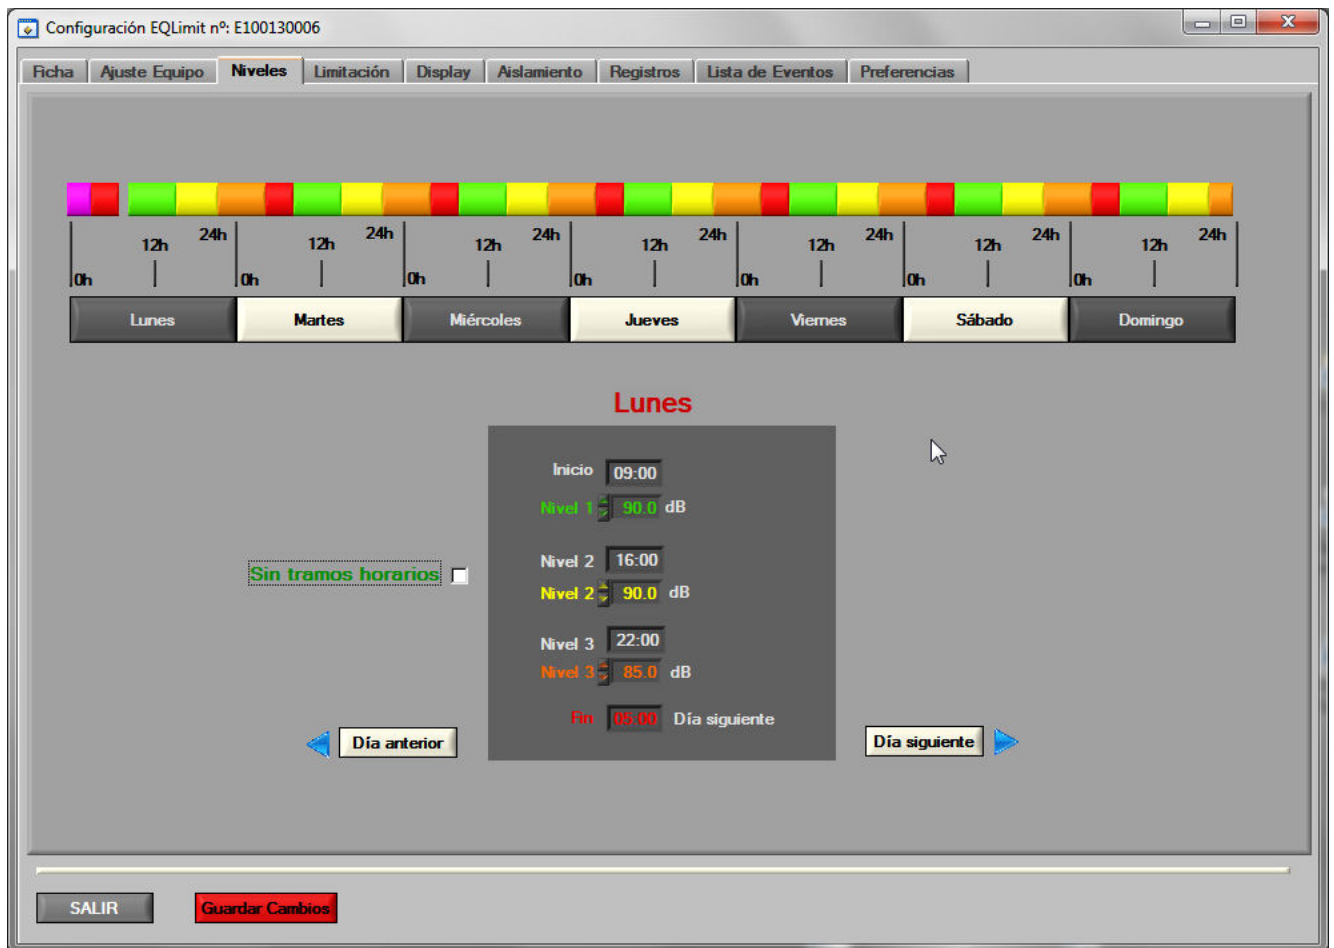 Configuración EQLimit nº: E100130006
Ficha Ajuste Equipo Niveles Limitación Display Aislamiento Registros Lista de Eventos Preferencias
12h 24h 12h 24h 12h 24h 12h 24h 12h 24h 12h 24h 12h 24h
0h 0h 0h 0h 0h 0h 0h
Lunes Martes Miércoles Jueves Viernes Sábado Domingo
Lunes
Inicio 09:00
Nivel 1 90.0 dB
Nivel 2 16:00
Sin tramos horarios
Nivel 2 90.0 dB
Nivel 3 22:00
Nivel 3 85.0 dB
Fin 05:00 Día siguiente
Día anterior Día siguiente
SALIR Guardar Cambios